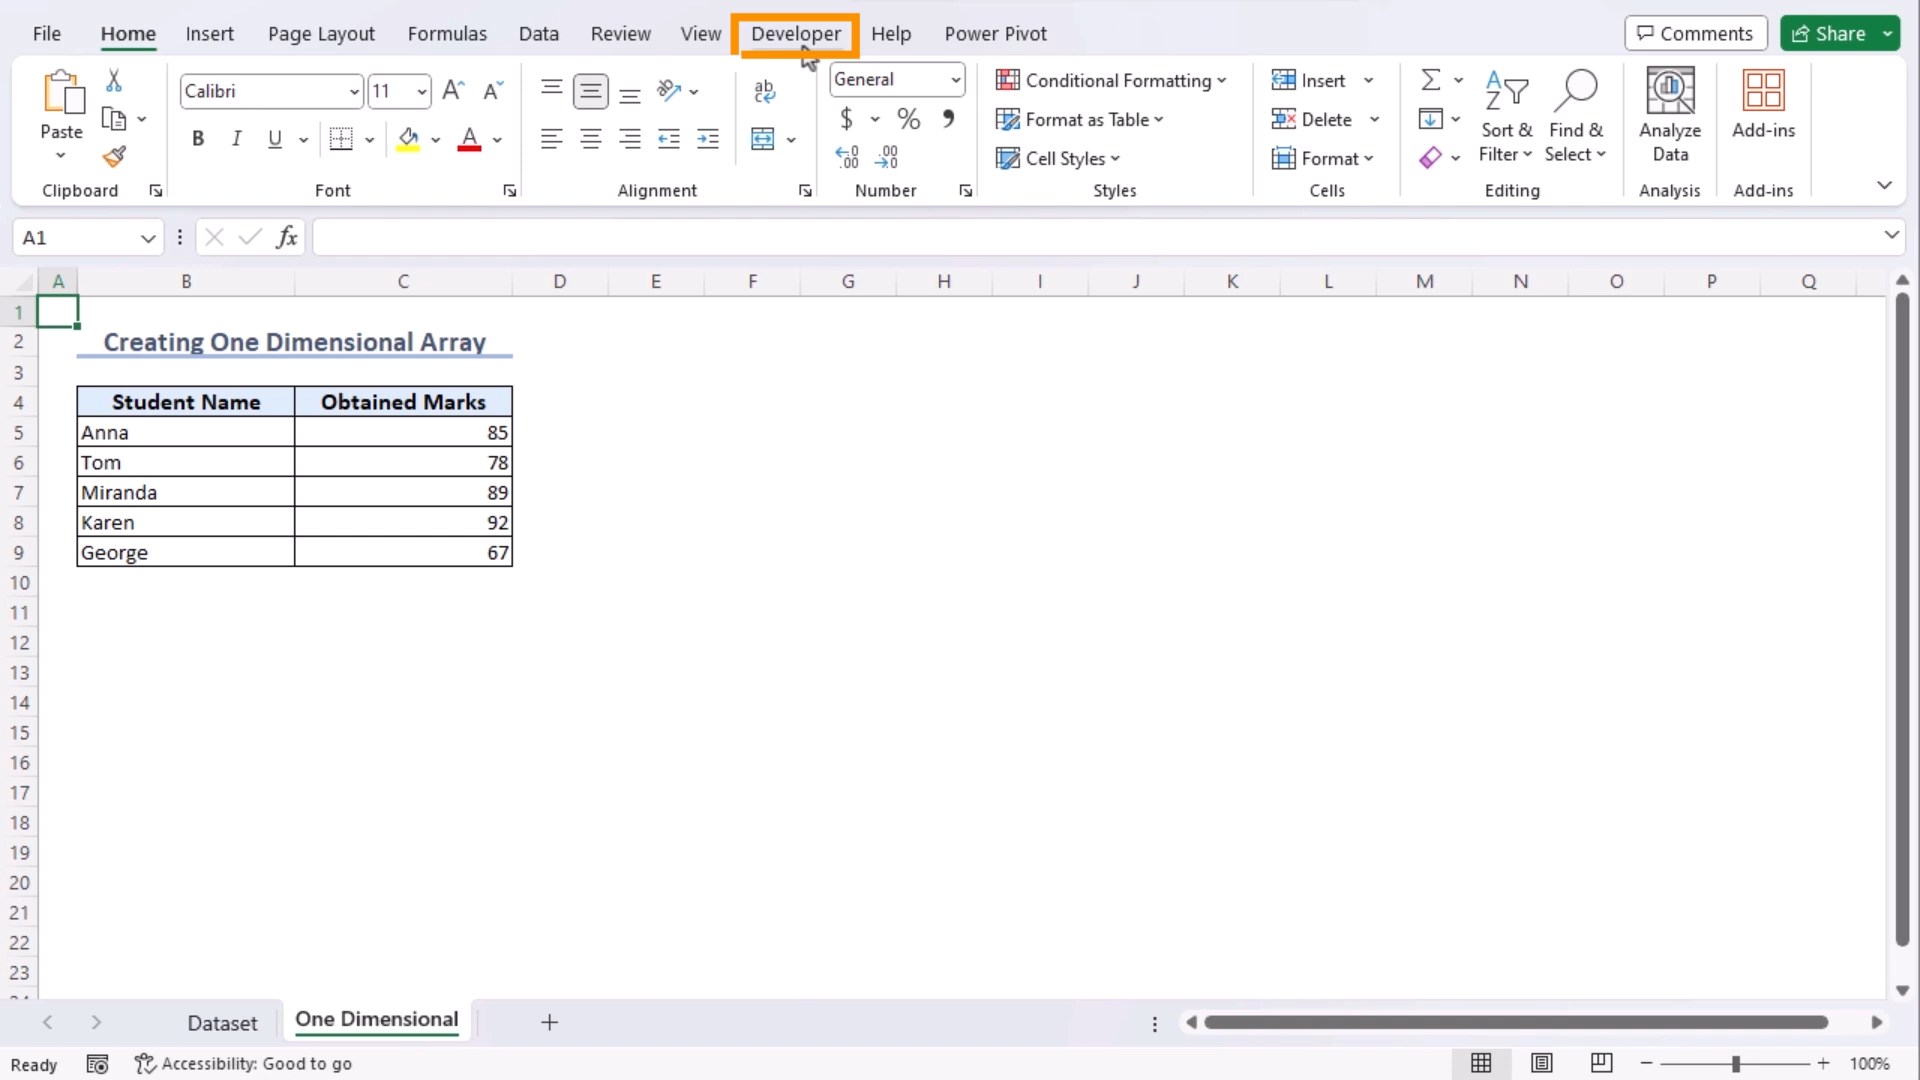 File Home Insert Page Layout Formulas Data Review View Developer Help Power Pivot Comments Share
Calibri 11 General Conditional Formatting Insert
Paste Format as Table Delete Sort & Filter Find & Select Analyze Data Add-ins
B I U A $ % Cell Styles Format
Clipboard Font Alignment Number Styles Cells Editing Analysis Add-ins
A1 fx
A B C D E F G H I J K L M N O P Q
1
2 Creating One Dimensional Array
3
4 Student Name Obtained Marks
5 Anna 85
6 Tom 78
7 Miranda 89
8 Karen 92
9 George 67
10
11
12
13
14
15
16
17
18
19
20
21
22
23
Dataset One Dimensional
Ready Accessibility: Good to go 100%